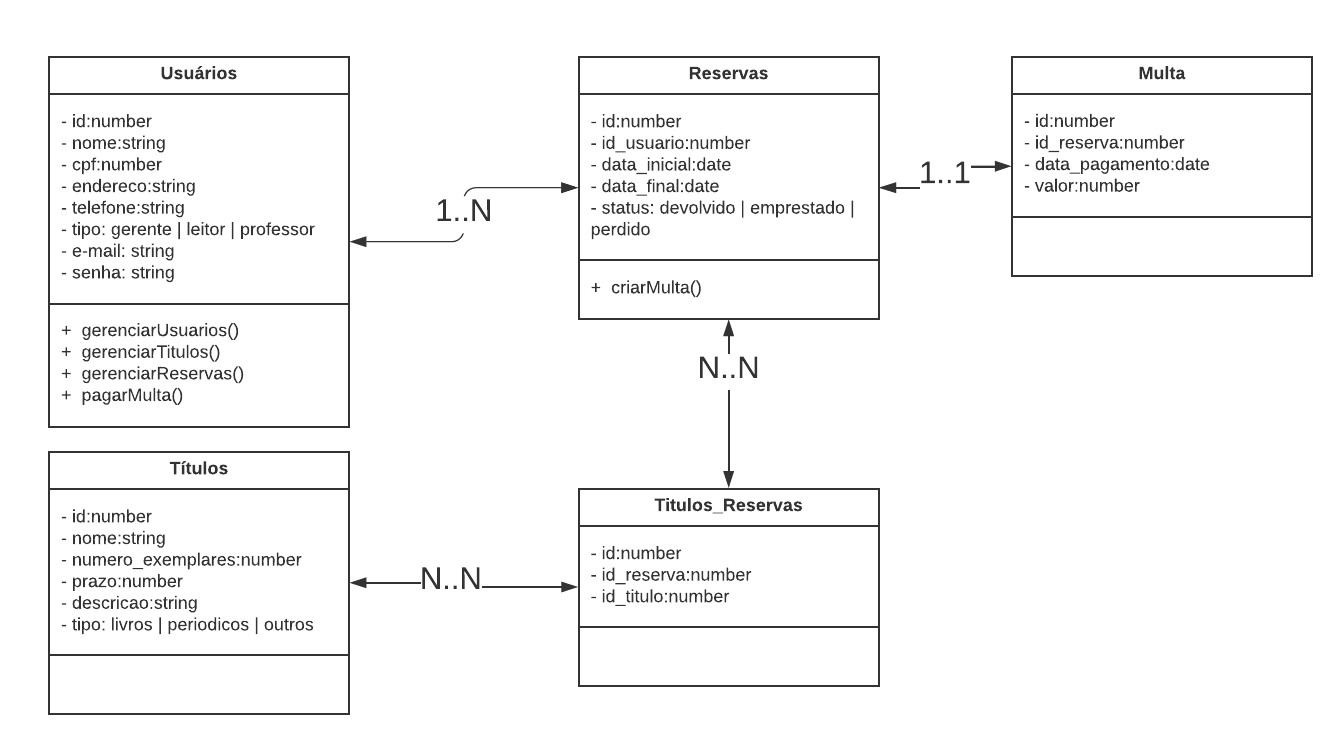 Usuários
- id:number
- nome:string
- cpf:number
- endereco:string
- telefone:string
- tipo: gerente | leitor | professor
- e-mail: string
- senha: string
+ gerenciarUsuarios()
+ gerenciarTitulos()
+ gerenciarReservas()
+ pagarMulta()
1..N
Reservas
- id:number
- id_usuario:number
- data_inicial:date
- data_final:date
- status: devolvido | emprestado |
perdido
+ criarMulta()
1..1
Multa
- id:number
- id_reserva:number
- data_pagamento:date
- valor:number
N..N
Títulos
- id:number
- nome:string
- numero_exemplares:number
- prazo:number
- descricao:string
- tipo: livros | periodicos | outros
N..N
Titulos_Reservas
- id:number
- id_reserva:number
- id_titulo:number